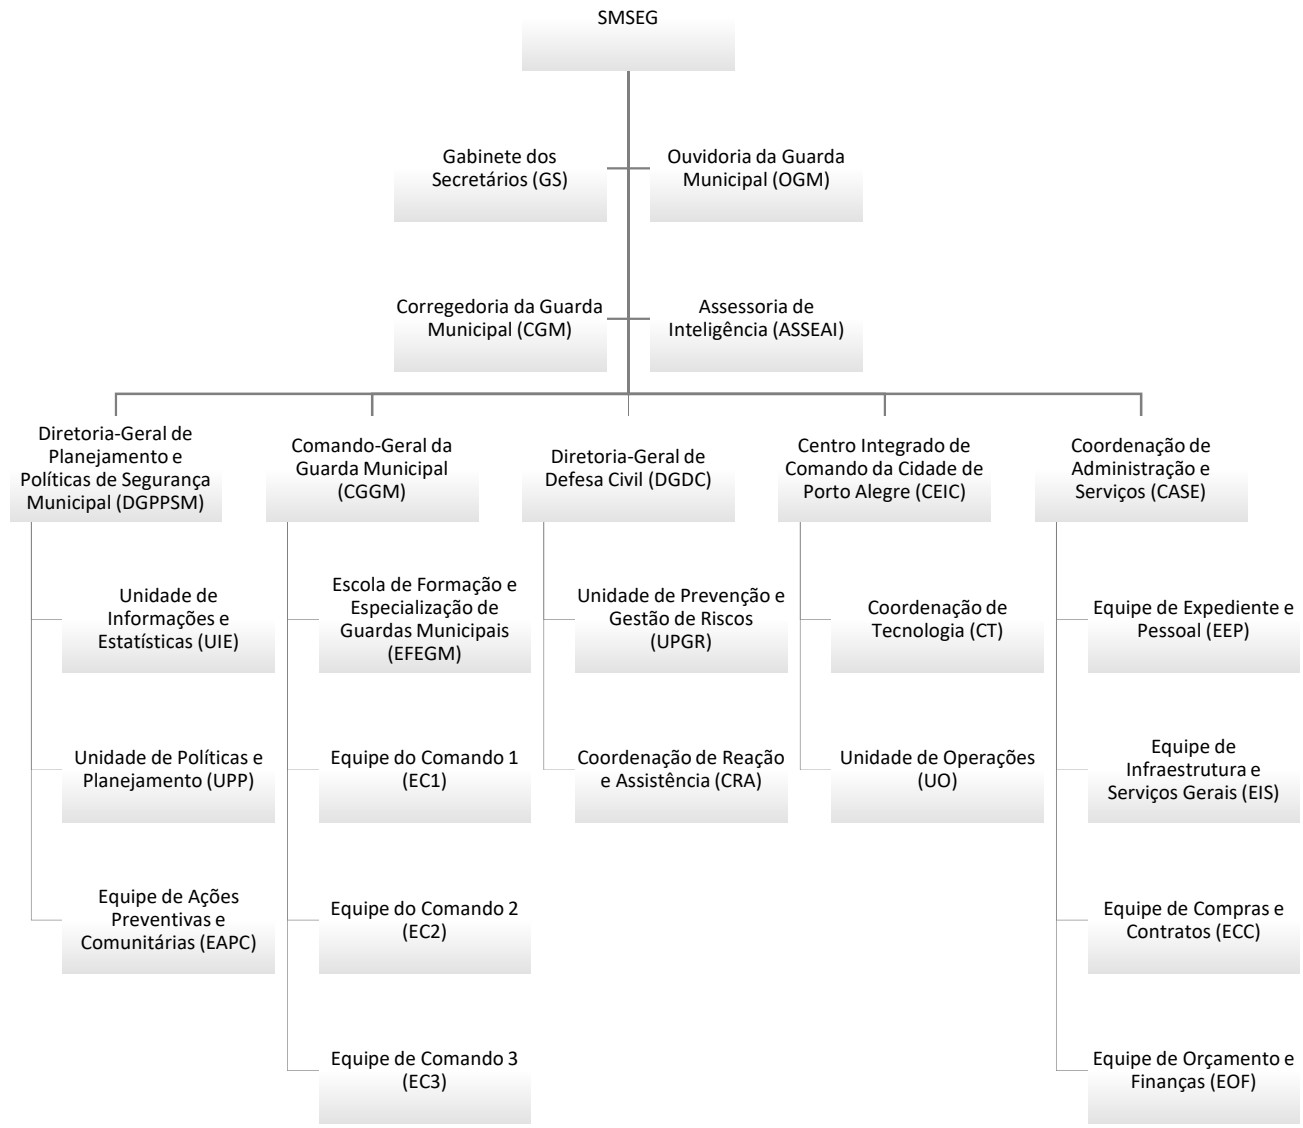 SMSEG
Gabinete dos
Secretários (GS)
Ouvidoria da Guarda
Municipal (OGM)
Corregedoria da Guarda
Municipal (CGM)
Assessoria de
Inteligência (ASSEAI)
Diretoria-Geral de
Planejamento e
Políticas de Segurança
Municipal (DGPPSM)
Comando-Geral da
Guarda Municipal
(CGGM)
Diretoria-Geral de
Defesa Civil (DGDC)
Centro Integrado de
Comando da Cidade de
Porto Alegre (CEIC)
Coordenação de
Administração e
Serviços (CASE)
Unidade de
Informações e
Estatísticas (UIE)
Escola de Formação e
Especialização de
Guardas Municipais
(EFEGM)
Unidade de Prevenção e
Gestão de Riscos
(UPGR)
Coordenação de
Tecnologia (CT)
Equipe de Expediente e
Pessoal (EEP)
Unidade de Políticas e
Planejamento (UPP)
Equipe do Comando 1
(EC1)
Coordenação de Reação
e Assistência (CRA)
Unidade de Operações
(UO)
Equipe de
Infraestrutura e
Serviços Gerais (EIS)
Equipe de Ações
Preventivas e
Comunitárias (EAPC)
Equipe do Comando 2
(EC2)
Equipe de Compras e
Contratos (ECC)
Equipe de Comando 3
(EC3)
Equipe de Orçamento e
Finanças (EOF)